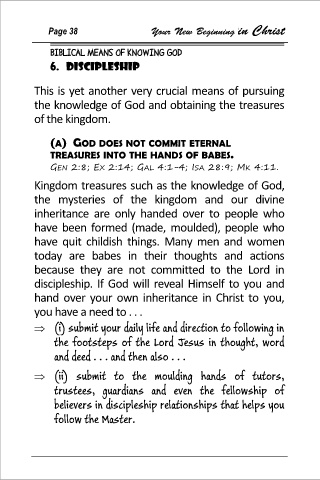 Page 38 Your New Beginning in Christ
BIBLICAL MEANS OF KNOWING GOD
6. DISCIPLESHIP
This is yet another very crucial means of pursuing
the knowledge of God and obtaining the treasures
of the kingdom.
(A) GOD DOES NOT COMMIT ETERNAL
TREASURES INTO THE HANDS OF BABES.
GEN 2:8; EX 2:14; GAL 4:1-4; ISA 28:9; MK 4:11.
Kingdom treasures such as the knowledge of God,
the mysteries of the kingdom and our divine
inheritance are only handed over to people who
have been formed (made, moulded), people who
have quit childish things. Many men and women
today are babes in their thoughts and actions
because they are not committed to the Lord in
discipleship. If God will reveal Himself to you and
hand over your own inheritance in Christ to you,
you have a need to . . .
⇒ (i) submit your daily life and direction to following in
the footsteps of the Lord Jesus in thought, word
and deed . . . and then also . . .
⇒ (ii) submit to the moulding hands of tutors,
trustees, guardians and even the fellowship of
believers in discipleship relationships that helps you
follow the Master.